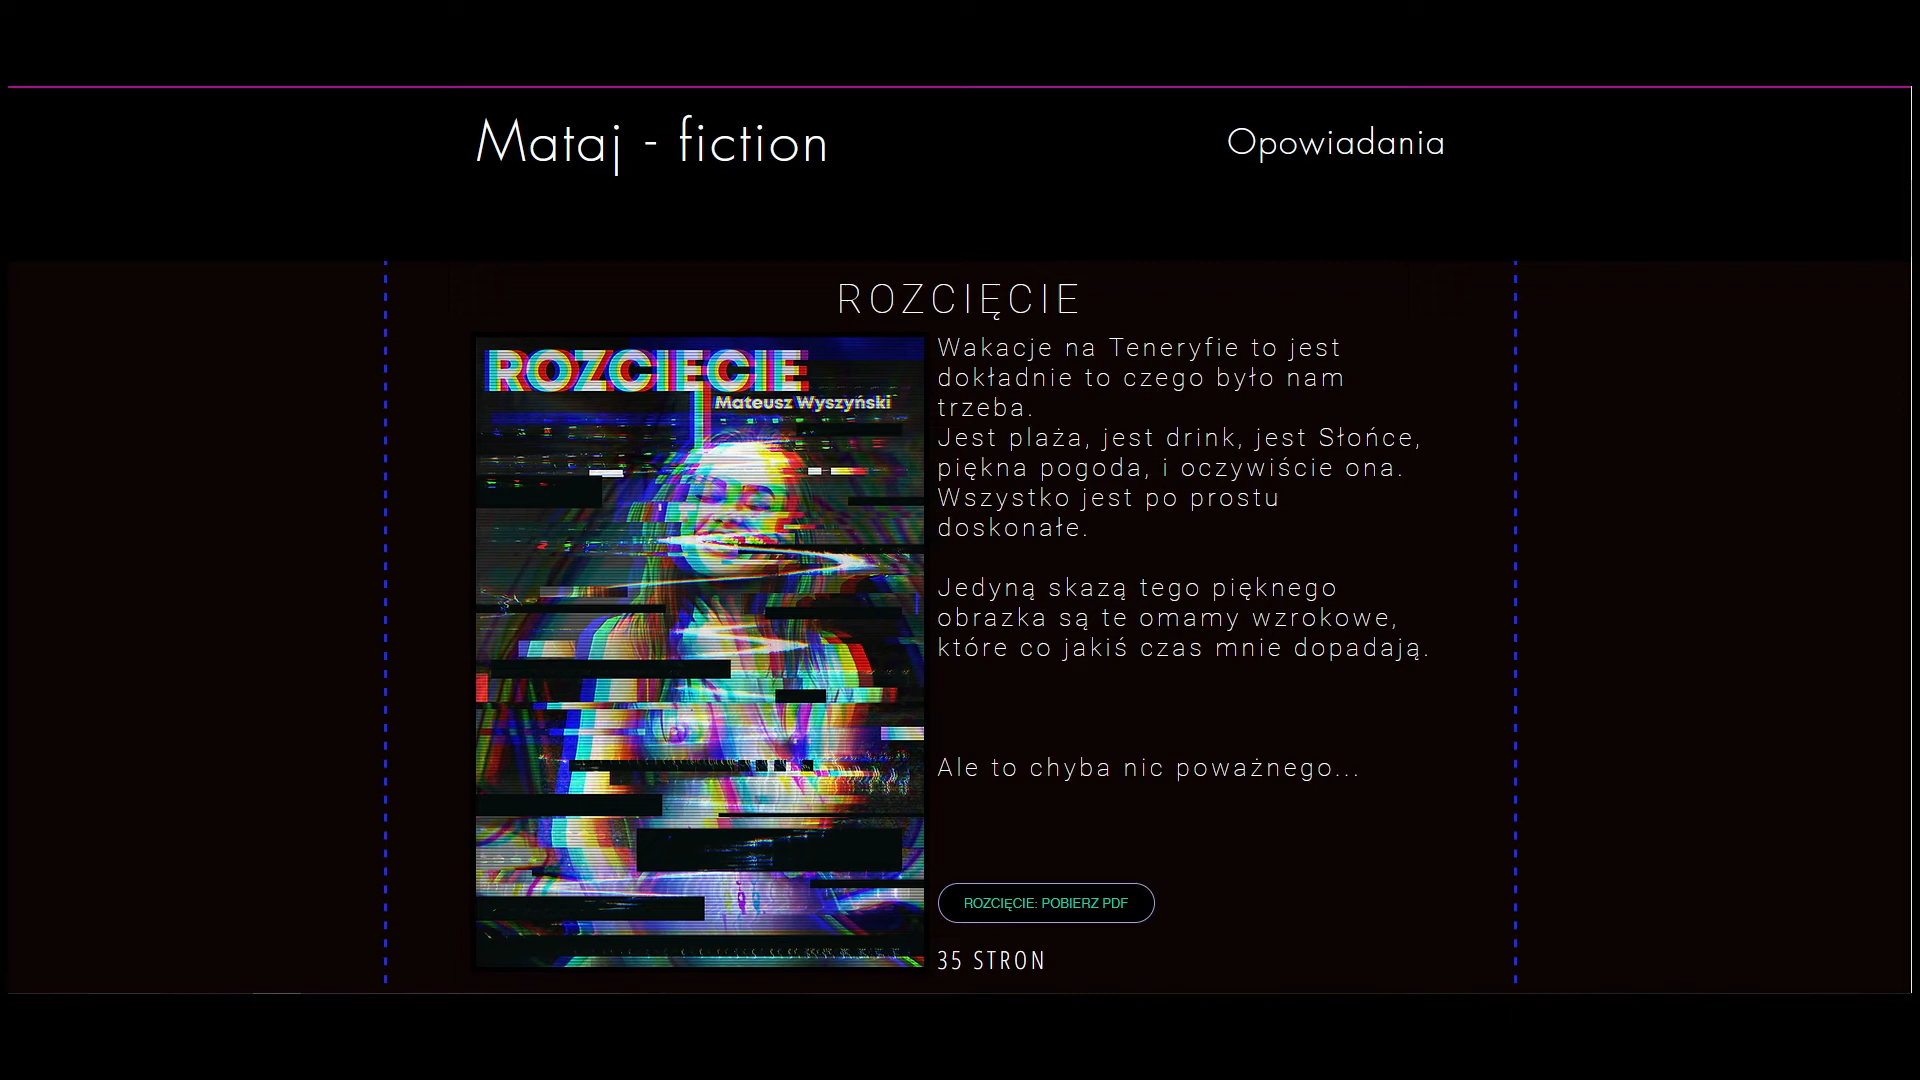 Mataj - fiction
Opowiadania
ROZCIĘCIE
ROZCIĘCIE
Mateusz Wyszyński
Wakacje na Teneryfie to jest
dokładnie to czego było nam
trzeba.
Jest plaża, jest drink, jest Słońce,
piękna pogoda, i oczywiście ona.
Wszystko jest po prostu
doskonałe.
Jedyną skazą tego pięknego
obrazka są te omamy wzrokowe,
które co jakiś czas mnie dopadają.
Ale to chyba nic poważnego...
ROZCIĘCIE: POBIERZ PDF
35 STRON